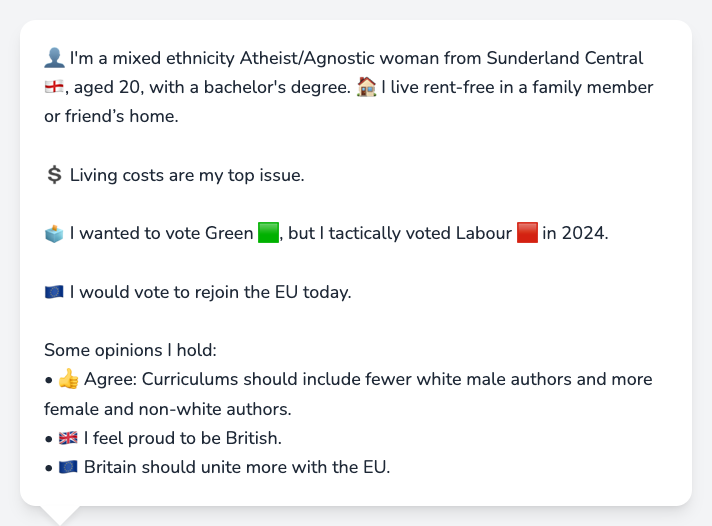 👤 I'm a mixed ethnicity Atheist/Agnostic woman from Sunderland Central
🏴󠁧󠁢󠁥󠁮󠁧󠁿, aged 20, with a bachelor's degree. 🏠 I live rent-free in a family member
or friend’s home.
💲 Living costs are my top issue.
🗳️ I wanted to vote Green 🟩, but I tactically voted Labour 🟥 in 2024.
🇪🇺 I would vote to rejoin the EU today.
Some opinions I hold:
• 👍 Agree: Curriculums should include fewer white male authors and more
female and non-white authors.
• 🇬🇧 I feel proud to be British.
• 🇪🇺 Britain should unite more with the EU.